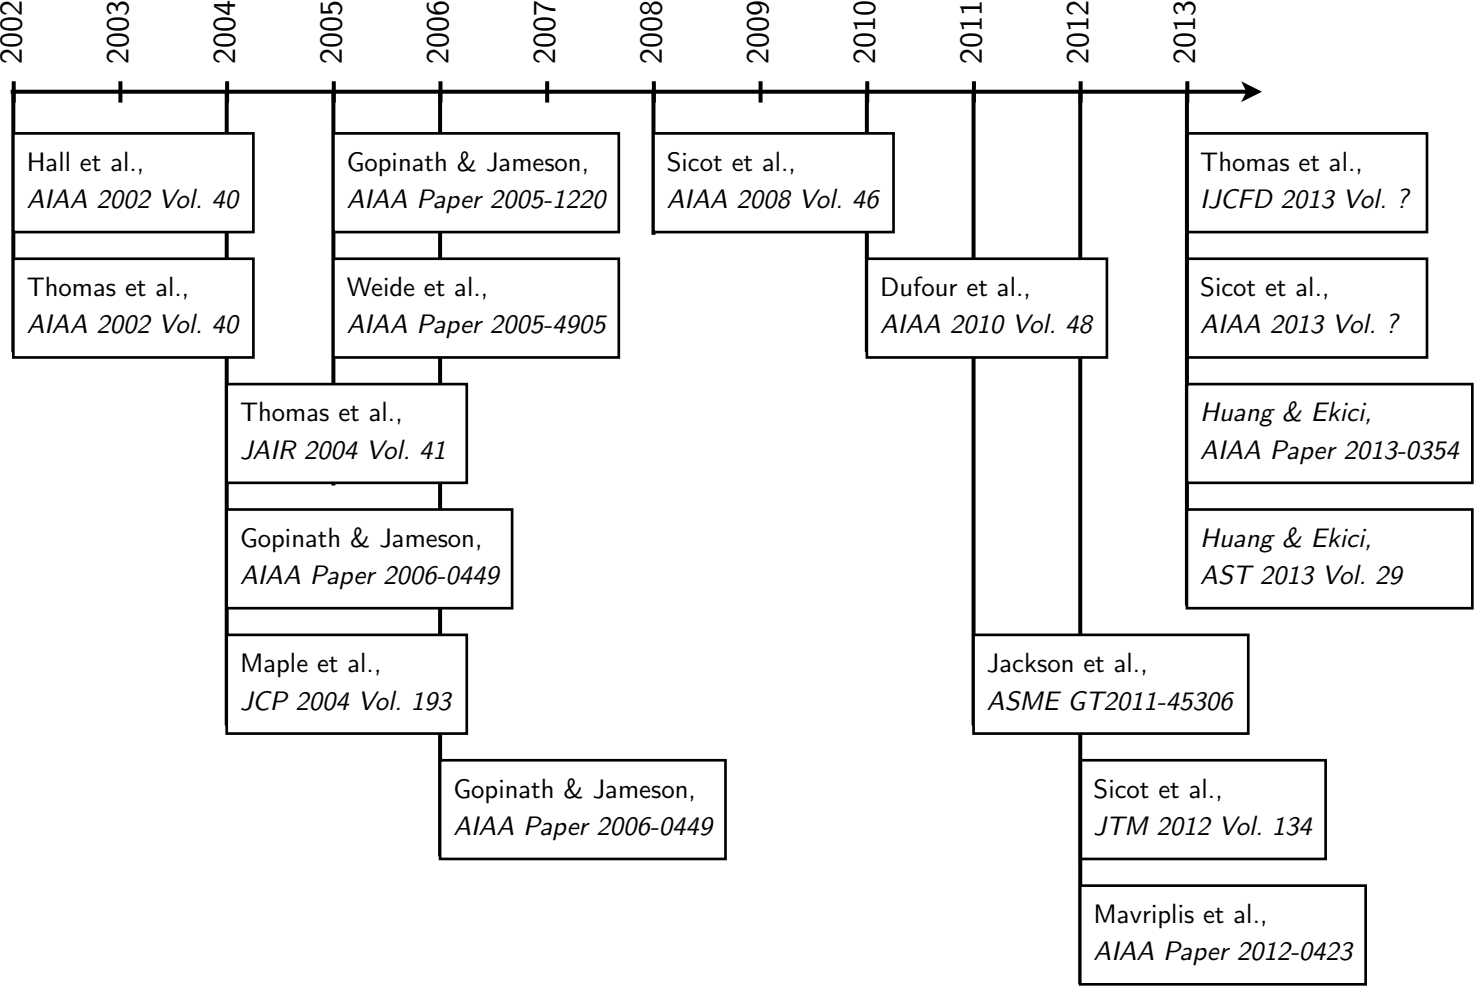 2002
2003
2004
2005
2006
2007
2008
2009
2010
2011
2012
2013
Hall et al.,
AIAA 2002 Vol. 40
Gopinath & Jameson,
AIAA Paper 2005-1220
Sicot et al.,
AIAA 2008 Vol. 46
Thomas et al.,
IJCFD 2013 Vol. ?
Thomas et al.,
AIAA 2002 Vol. 40
Weide et al.,
AIAA Paper 2005-4905
Dufour et al.,
AIAA 2010 Vol. 48
Sicot et al.,
AIAA 2013 Vol. ?
Thomas et al.,
JAIR 2004 Vol. 41
Huang & Ekici,
AIAA Paper 2013-0354
Gopinath & Jameson,
AIAA Paper 2006-0449
Huang & Ekici,
AST 2013 Vol. 29
Maple et al.,
JCP 2004 Vol. 193
Jackson et al.,
ASME GT2011-45306
Gopinath & Jameson,
AIAA Paper 2006-0449
Sicot et al.,
JTM 2012 Vol. 134
Mavriplis et al.,
AIAA Paper 2012-0423